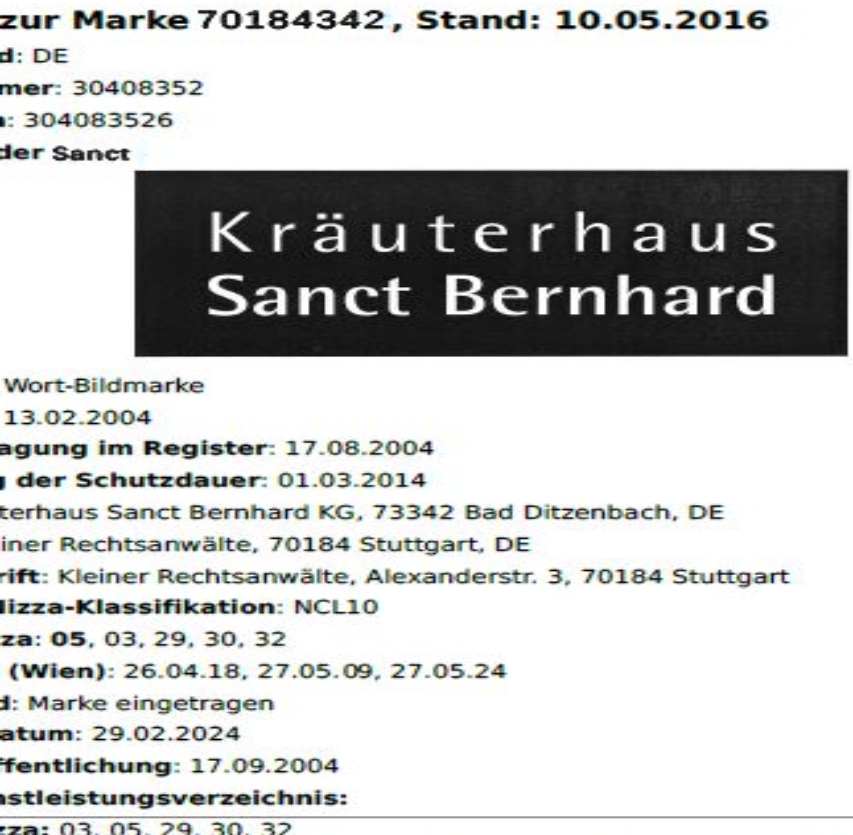 zur Marke 70184342, Stand: 10.05.2016
d: DE
mer: 30408352
n: 304083526
der Sanct
Kräuterhaus
Sanct Bernhard
Wort-Bildmarke
13.02.2004
agung im Register: 17.08.2004
g der Schutzdauer: 01.03.2014
terhaus Sanct Bernhard KG, 73342 Bad Ditzenbach, DE
iner Rechtsanwälte, 70184 Stuttgart, DE
rift: Kleiner Rechtsanwälte, Alexanderstr. 3, 70184 Stuttgart
lizza-Klassifikation: NCL10
za: 05, 03, 29, 30, 32
(Wien): 26.04.18, 27.05.09, 27.05.24
d: Marke eingetragen
atum: 29.02.2024
ffentlichung: 17.09.2004
nstleistungsverzeichnis:
zza: 03, 05, 29, 30, 32